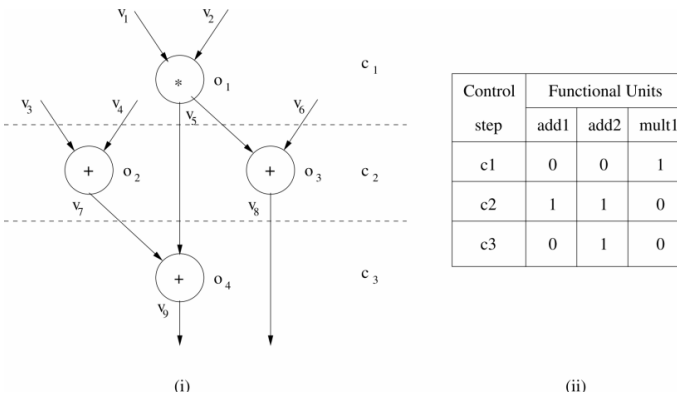 v1 v2
* o1 c1
v3 v4 v5 v6
+ o2 + o3 c2
v7 v8
+ o4 c3
v9
(i)
Control Functional Units
step add1 add2 mult1
c1 0 0 1
c2 1 1 0
c3 0 1 0
(ii)